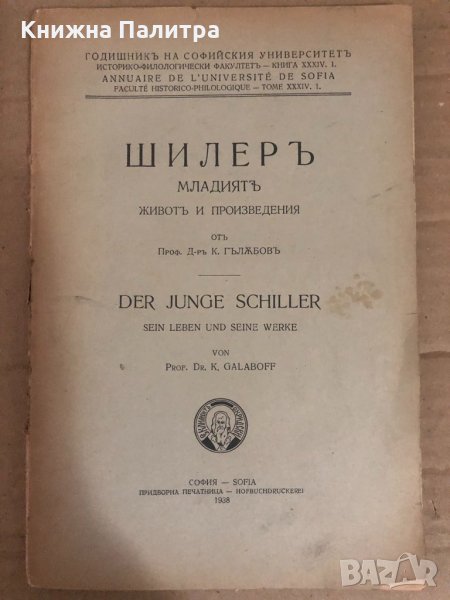 Книжна Палитра
ГОДИШНИКЪ НА СОФИЙСКИЯ УНИВЕРСИТЕТЪ
ИСТОРИКО-ФИЛОЛОГИЧЕСКИ ФАКУЛТЕТЪ — КНИГА XXXIV. 1.
ANNUAIRE DE L'UNIVERSITÉ DE SOFIA
FACULTÉ HISTORICO-PHILOLOGIQUE — TOME XXXIV. 1.
ШИЛЕРЪ
МЛАДИЯТЪ
ЖИВОТЪ И ПРОИЗВЕДЕНИЯ
ОТЪ
ПРОФ. Д-РЪ К. ГЪЛѪБОВЪ
DER JUNGE SCHILLER
SEIN LEBEN UND SEINE WERKE
VON
PROF. DR. K. GALABOFF
СОФИЯ — SOFIA
ПРИДВОРНА ПЕЧАТНИЦА — HOFBUCHDRUCKEREI
1938
BAZAR